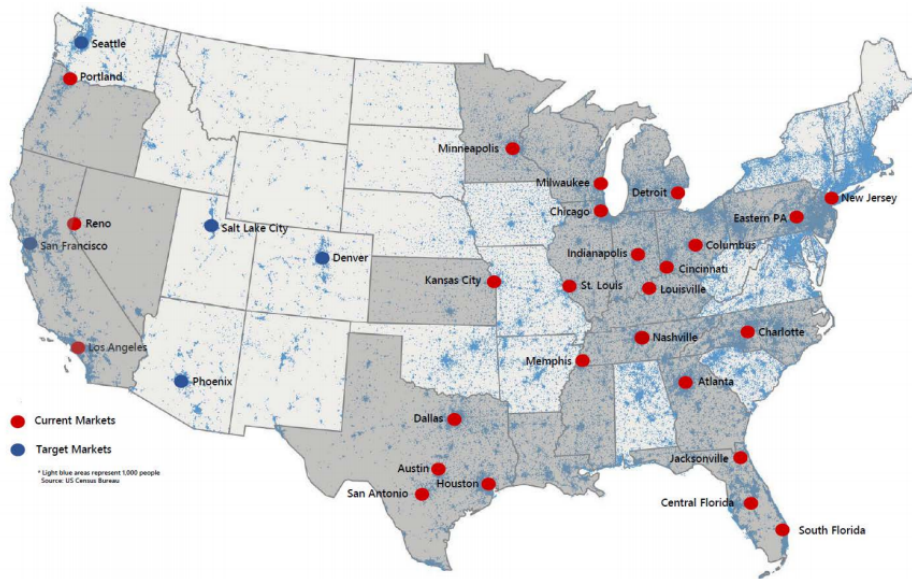 Seattle
Portland
Minneapolis
Milwaukee
Detroit
New Jersey
Chicago
Eastern PA
Reno
Salt Lake City
San Francisco
Columbus
Indianapolis
Denver
Cincinnati
Kansas City
St. Louis
Louisville
Los Angeles
Nashville
Charlotte
Memphis
Phoenix
Atlanta
Current Markets
Dallas
Target Markets
* Light blue areas represent 1,000 people
Source: US Census Bureau
Jacksonville
Austin
Houston
San Antonio
Central Florida
South Florida